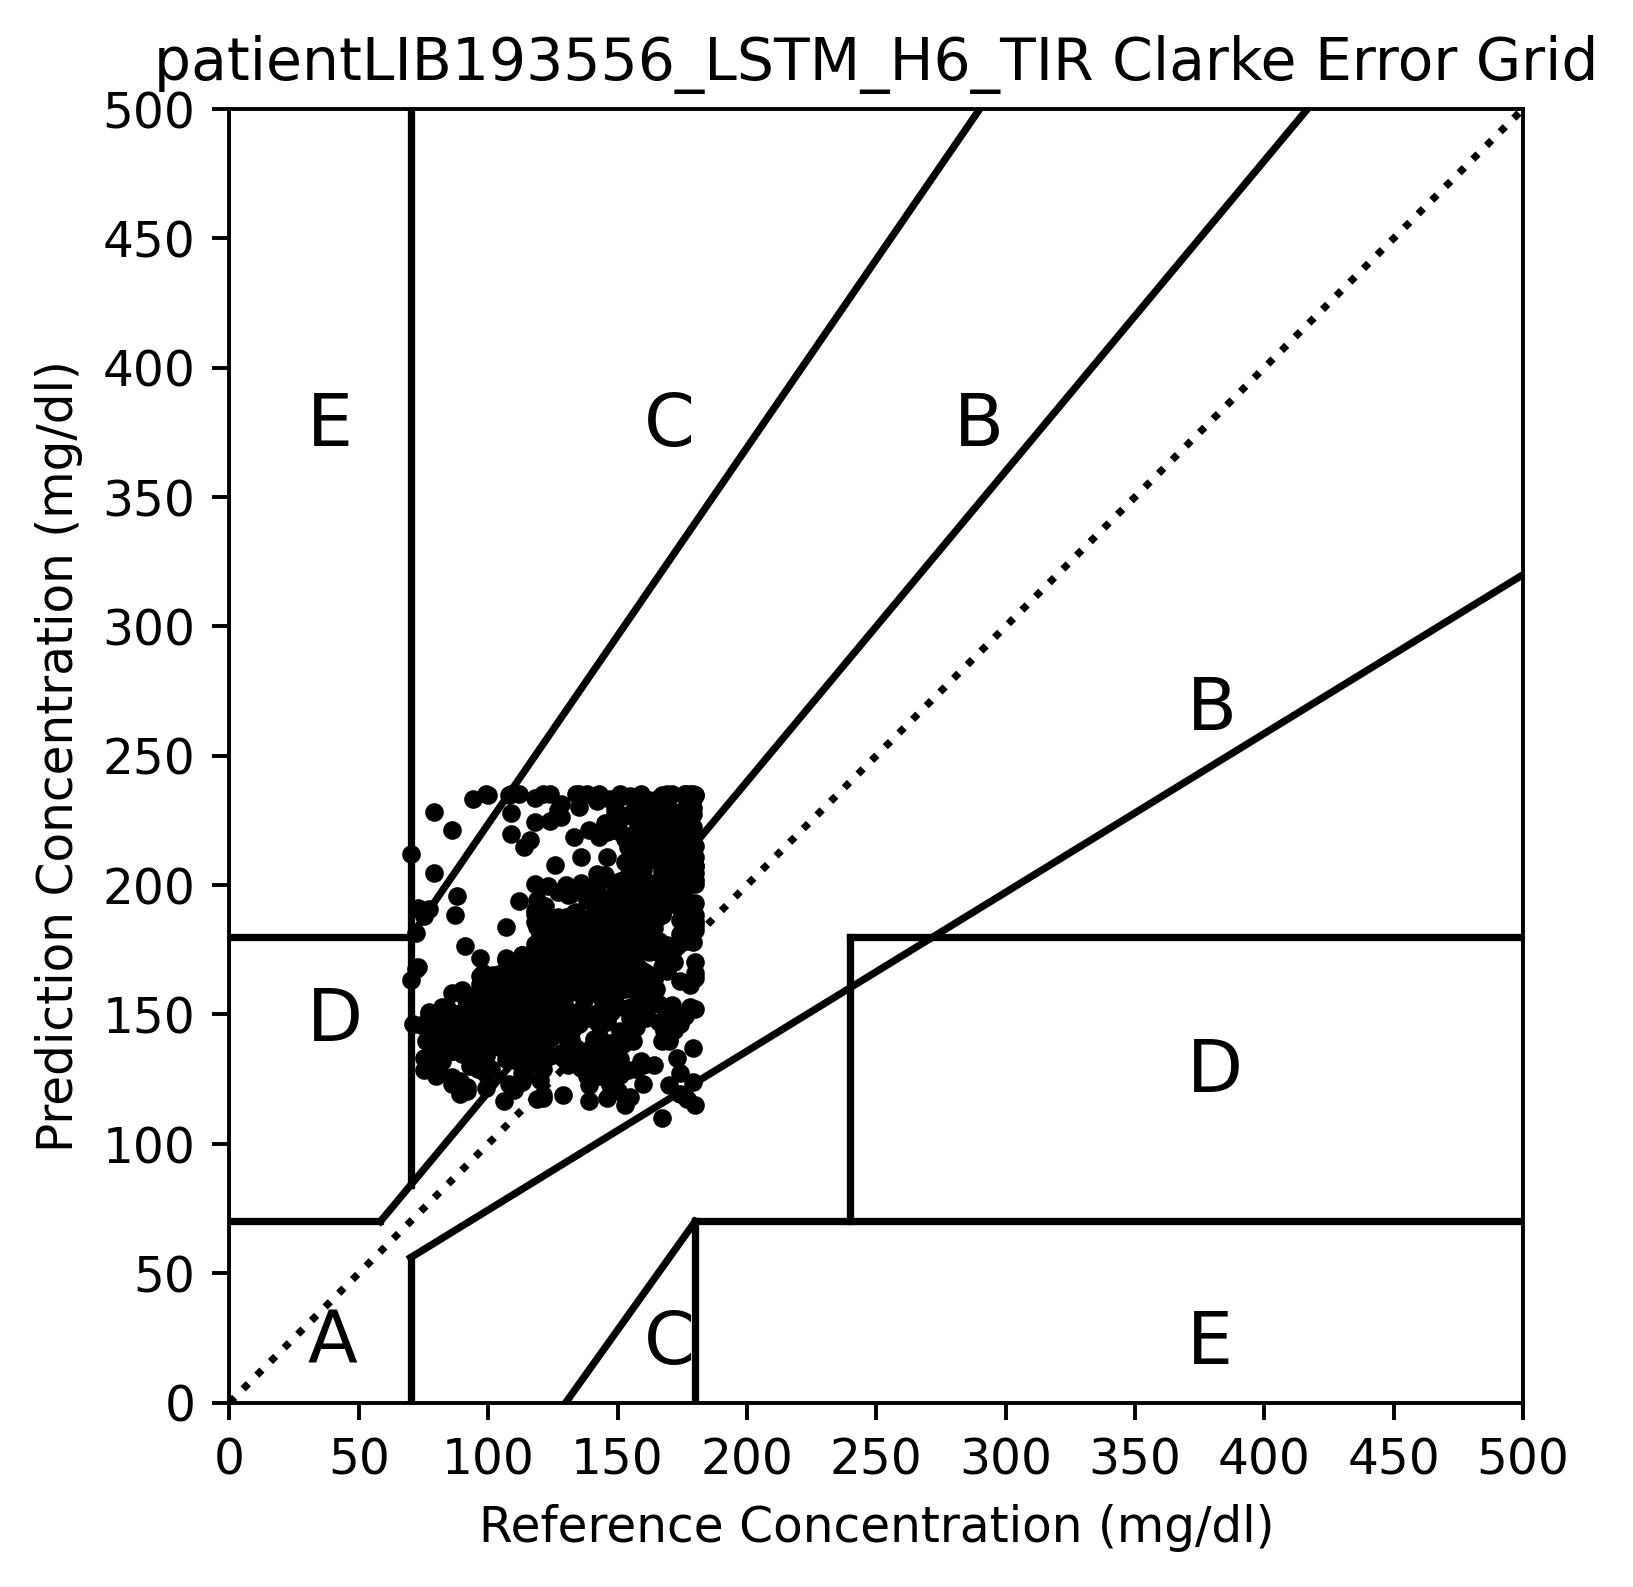 patientLIB193556_LSTM_H6_TIR Clarke Error Grid
500
450
400
350
300
250
200
150
100
50
0
Prediction Concentration (mg/dl)
E
C
B
B
D
D
A
C
E
0 50 100 150 200 250 300 350 400 450 500
Reference Concentration (mg/dl)